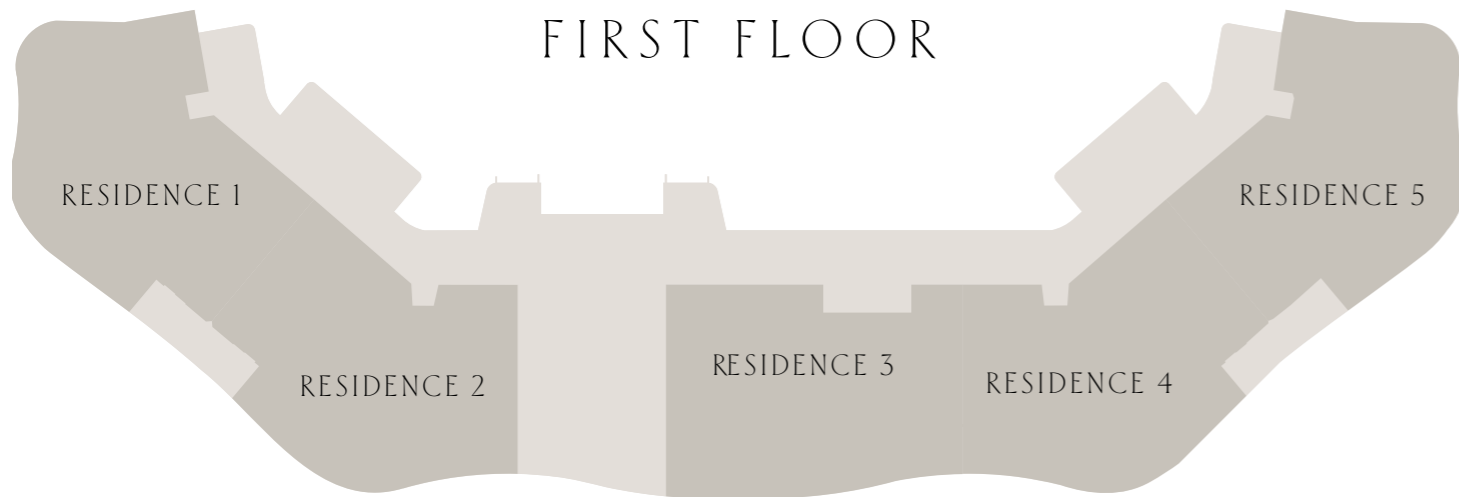 FIRST FLOOR
RESIDENCE 1
RESIDENCE 5
RESIDENCE 3
RESIDENCE 2
RESIDENCE 4